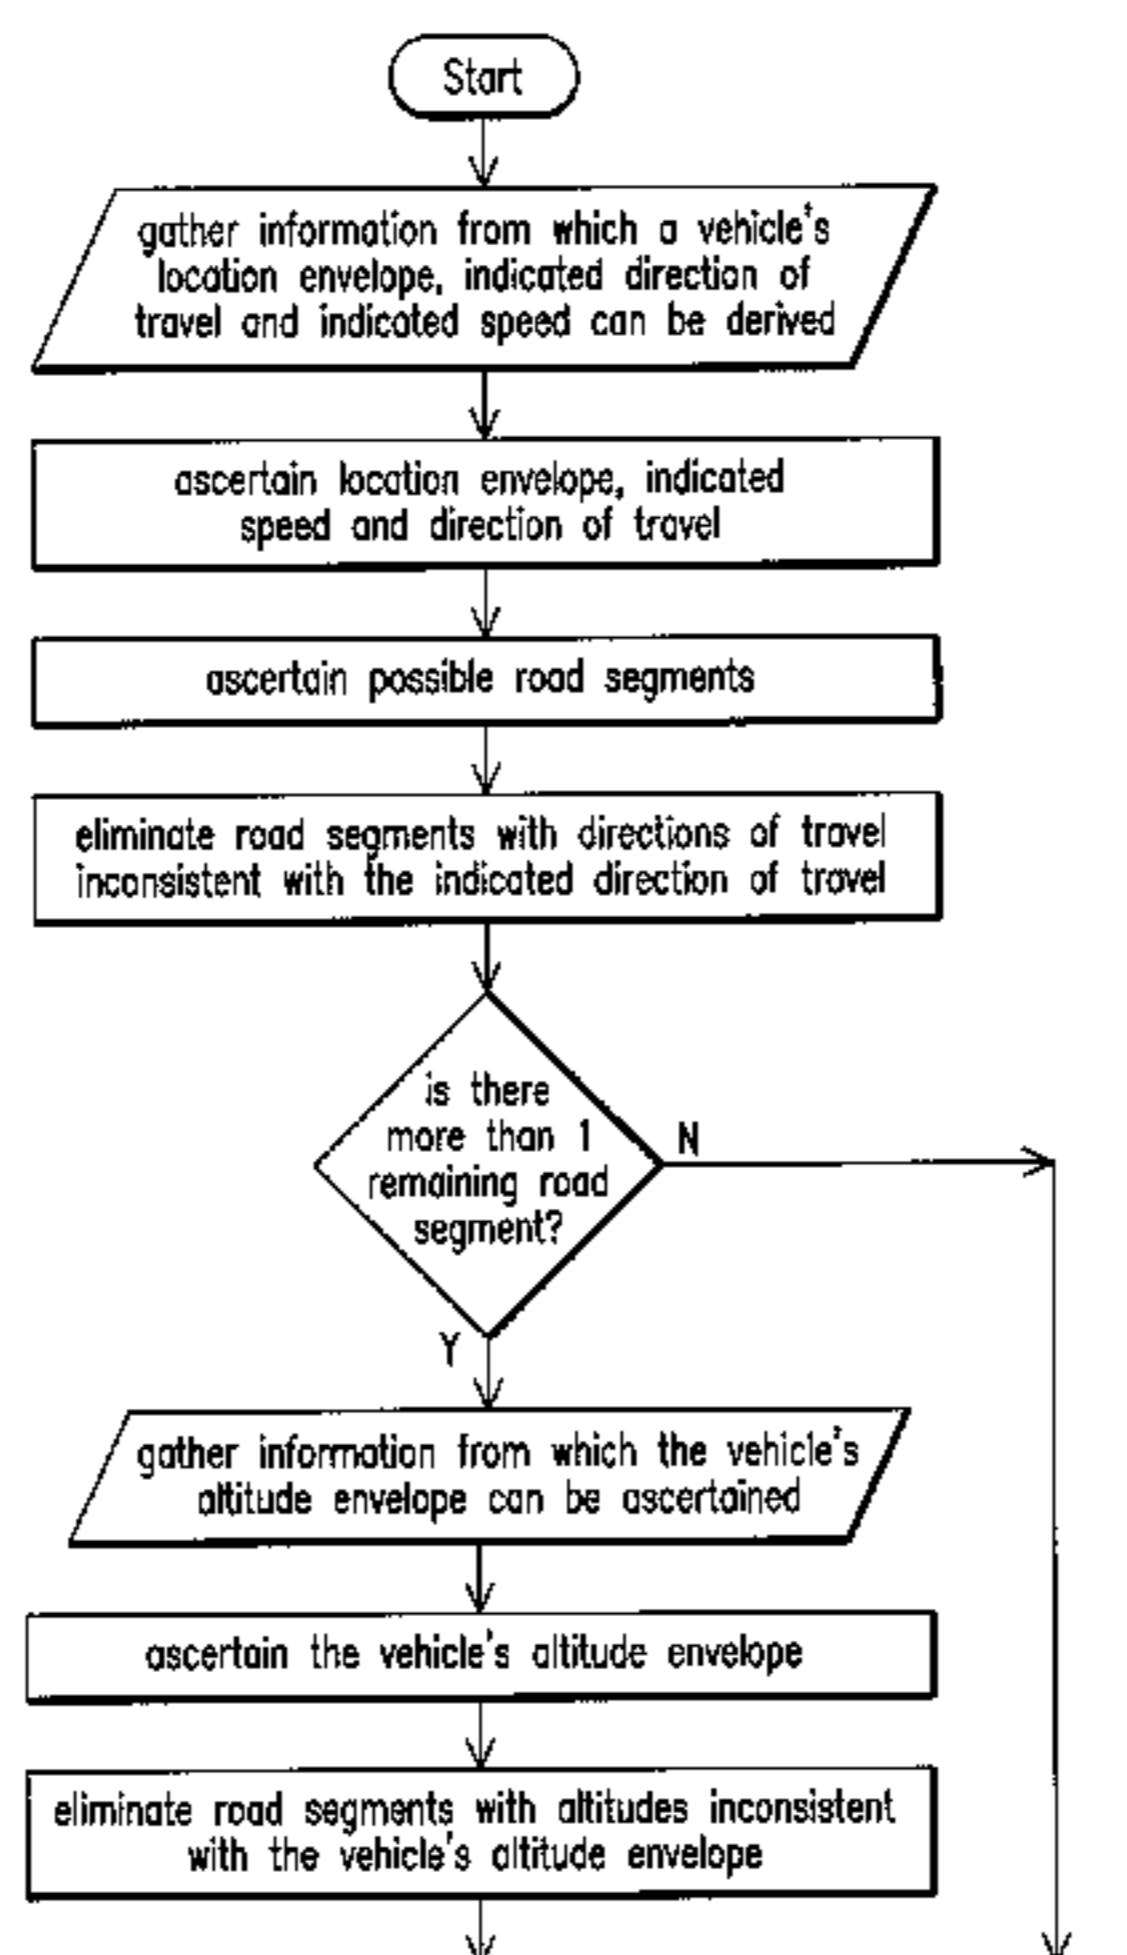 Start
gather information from which a vehicle's
location envelope, indicated direction of
travel and indicated speed can be derived
ascertain location envelope, indicated
speed and direction of travel
ascertain possible road segments
eliminate road segments with directions of travel
inconsistent with the indicated direction of travel
is there
more than 1
remaining road
segment?
N
Y
gather information from which the vehicle's
altitude envelope can be ascertained
ascertain the vehicle's altitude envelope
eliminate road segments with altitudes inconsistent
with the vehicle's altitude envelope